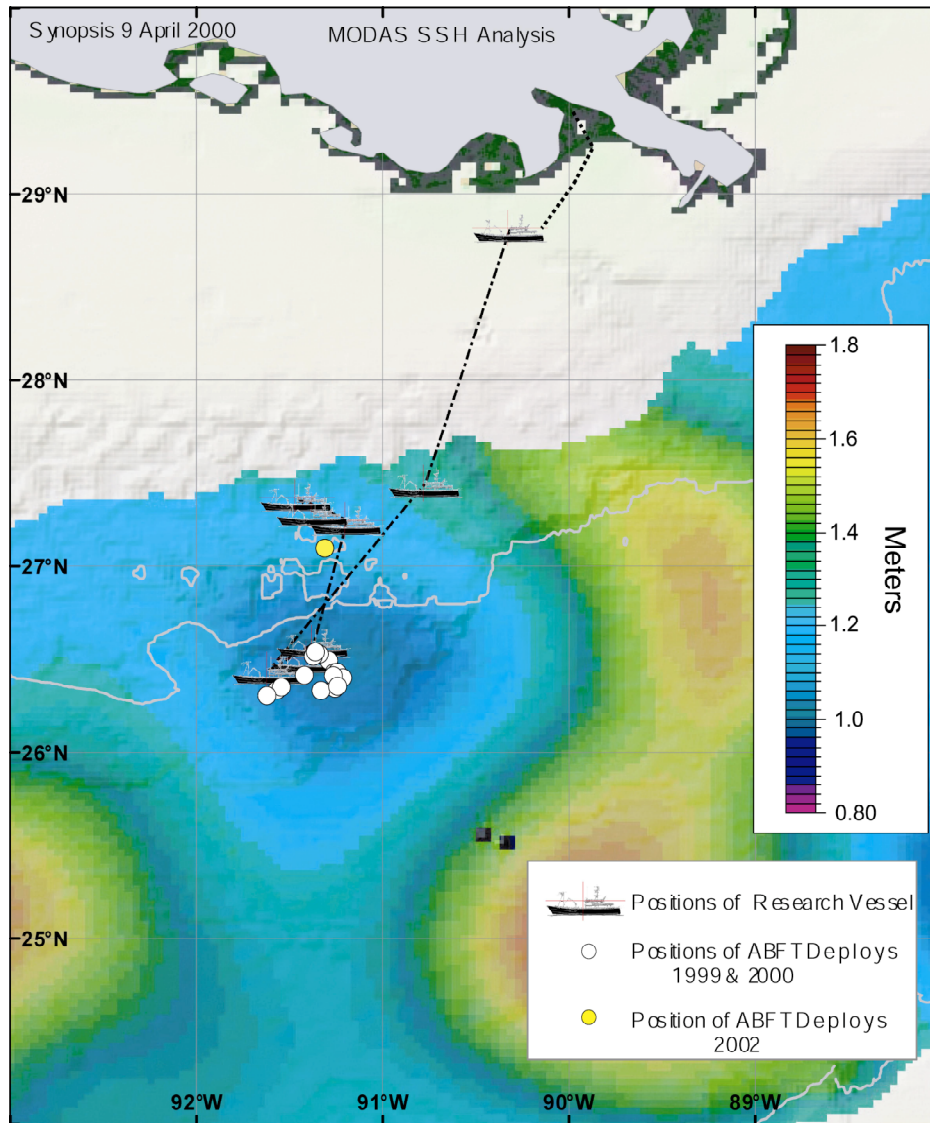 Synopsis 9 April 2000
MODAS SSH Analysis
29°N
28°N
27°N
26°N
25°N
92°W
91°W
90°W
89°W
1.8
1.6
1.4
1.2
1.0
0.80
Meters
Positions of Research Vessel
Positions of ABFT Deploys
1999 & 2000
Position of ABFT Deploys
2002